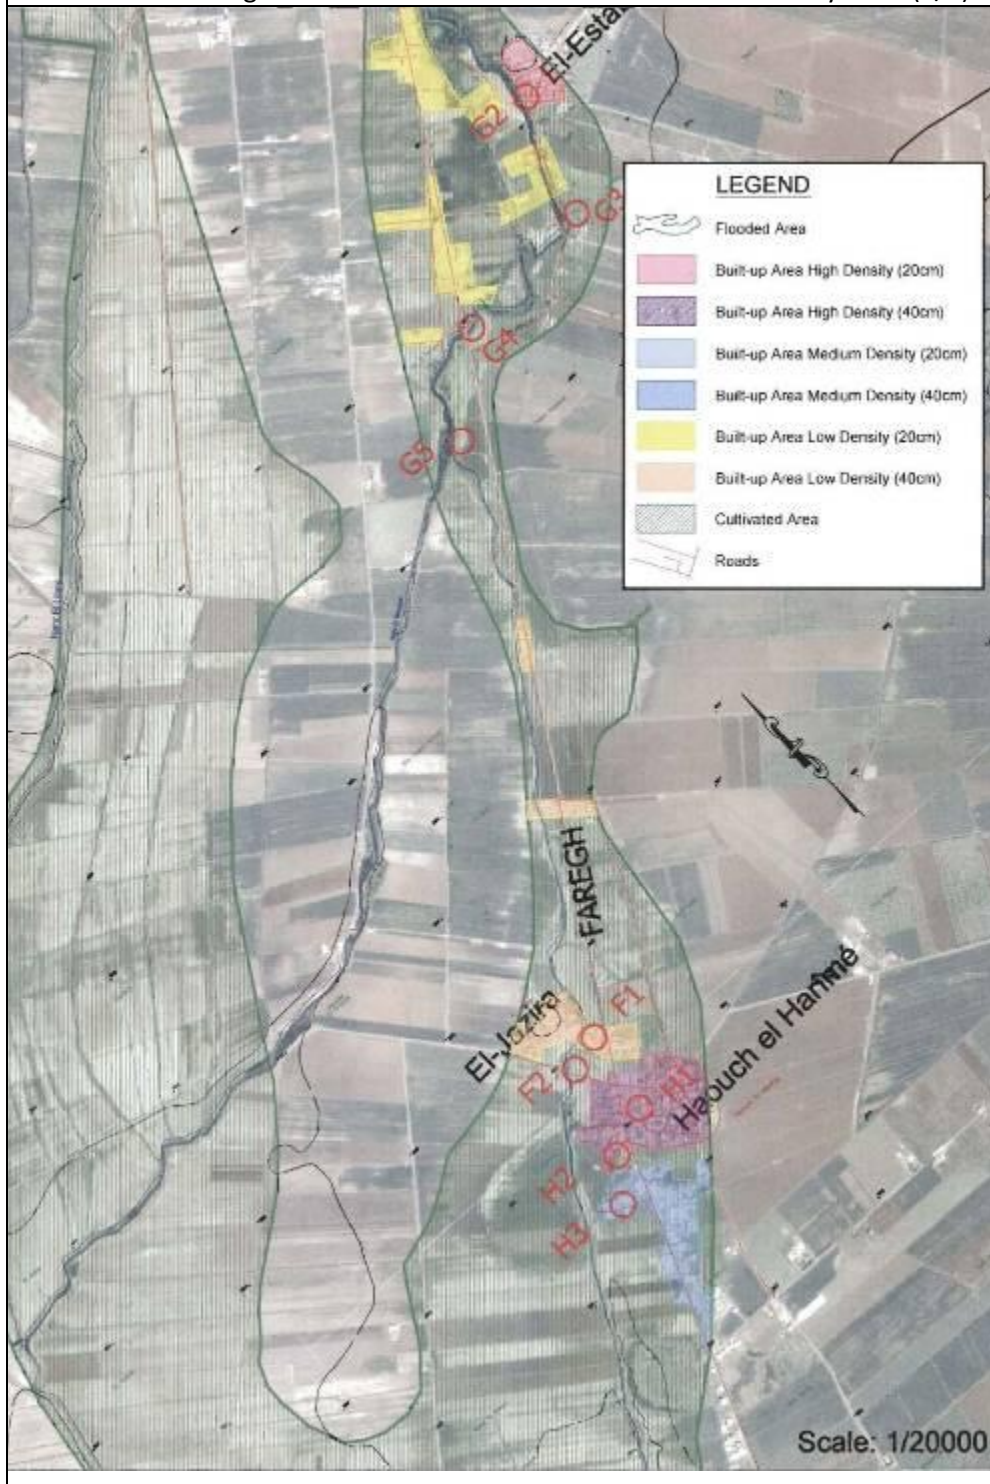 El-Esta
G2
G3
LEGEND
Flooded Area
Built-up Area High Density (20cm)
Built-up Area High Density (40cm)
Built-up Area Medium Density (20cm)
Built-up Area Medium Density (40cm)
Built-up Area Low Density (20cm)
Built-up Area Low Density (40cm)
Cultivated Area
Roads
G4
G5
FAREGH
El-Jazira
F1
F2
Haouch el Hanmé
H1
H2
H3
Scale: 1/20000